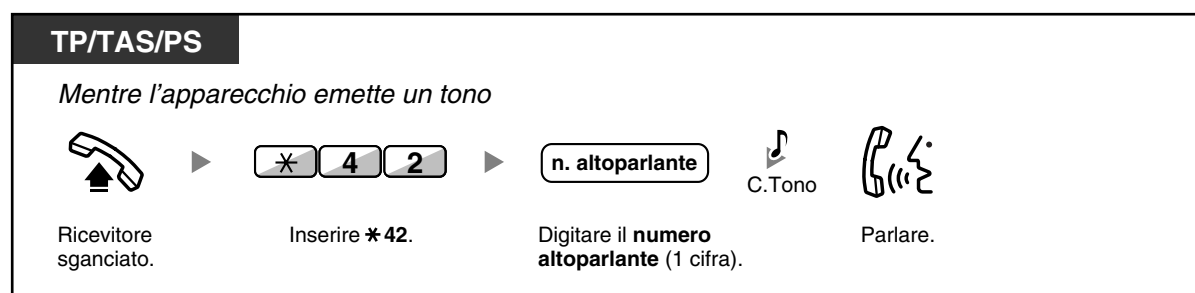 TP/TAS/PS
Mentre l'apparecchio emette un tono
* 4 2
n. altoparlante
C.Tono
Ricevitore
sganciato.
Inserire *42.
Digitare il numero
altoparlante (1 cifra).
Parlare.